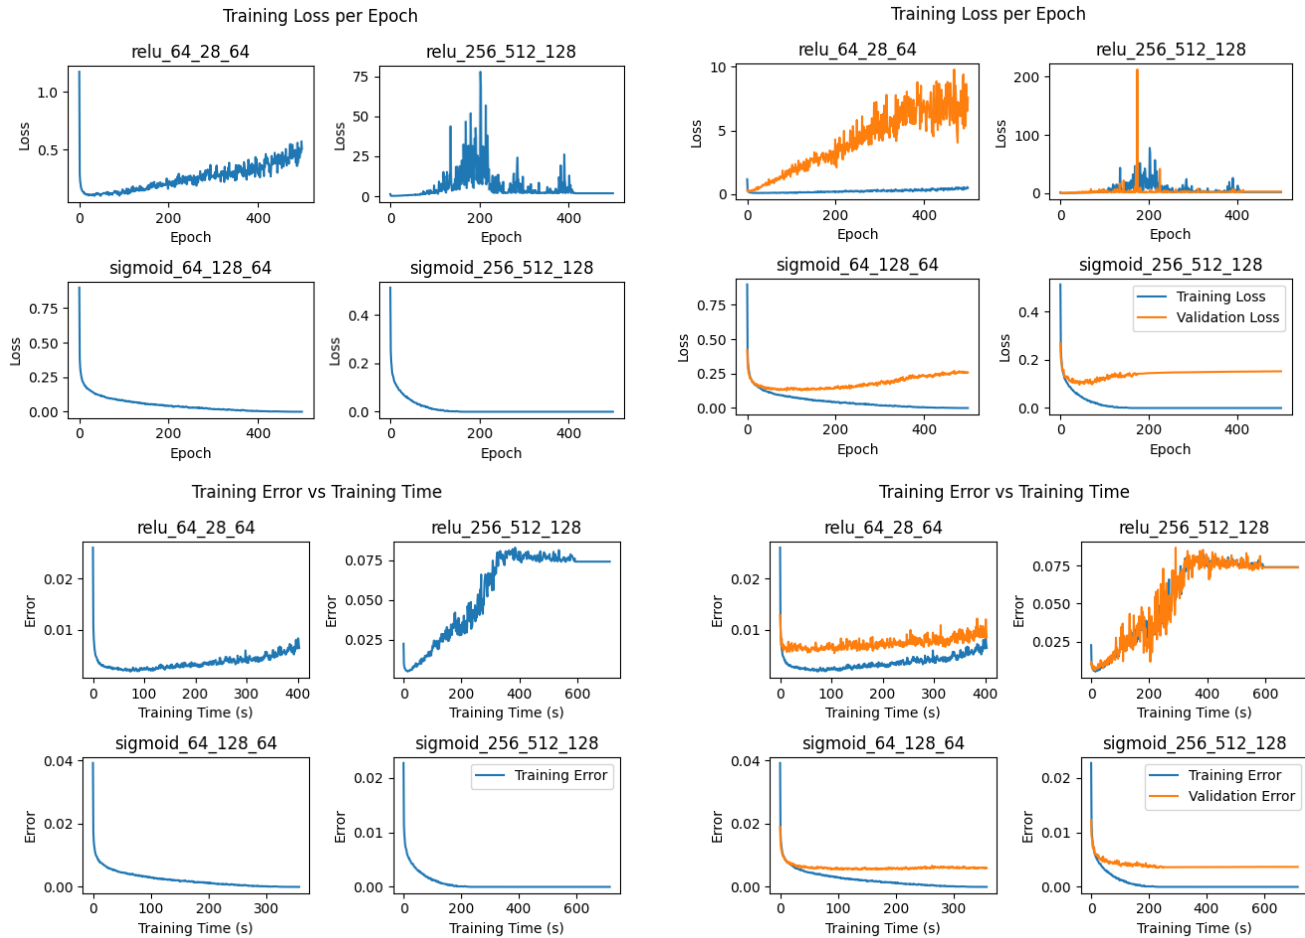 Training Loss per Epoch
relu_64_28_64
relu_256_512_128
1.0
0.5
Loss
0
200
400
Epoch
75
50
25
0
Loss
0
200
400
Epoch
sigmoid_64_128_64
sigmoid_256_512_128
0.75
0.50
0.25
0.00
Loss
0
200
400
Epoch
0.4
0.2
0.0
Loss
0
200
400
Epoch
Training Loss per Epoch
relu_64_28_64
relu_256_512_128
10
5
0
Loss
0
200
400
Epoch
200
100
0
Loss
0
200
400
Epoch
sigmoid_64_128_64
sigmoid_256_512_128
0.75
0.50
0.25
0.00
Loss
0
200
400
Epoch
0.4
0.2
0.0
Loss
Training Loss
Validation Loss
0
200
400
Epoch
Training Error vs Training Time
relu_64_28_64
relu_256_512_128
0.02
0.01
Error
0
100
200
300
400
Training Time (s)
0.075
0.050
0.025
Error
0
200
400
600
Training Time (s)
sigmoid_64_128_64
sigmoid_256_512_128
0.04
0.02
0.00
Error
0
100
200
300
Training Time (s)
0.02
0.01
0.00
Error
Training Error
0
200
400
600
Training Time (s)
Training Error vs Training Time
relu_64_28_64
relu_256_512_128
0.02
0.01
Error
0
100
200
300
400
Training Time (s)
0.075
0.050
0.025
Error
0
200
400
600
Training Time (s)
sigmoid_64_128_64
sigmoid_256_512_128
0.04
0.02
0.00
Error
0
100
200
300
Training Time (s)
0.02
0.01
0.00
Error
Training Error
Validation Error
0
200
400
600
Training Time (s)